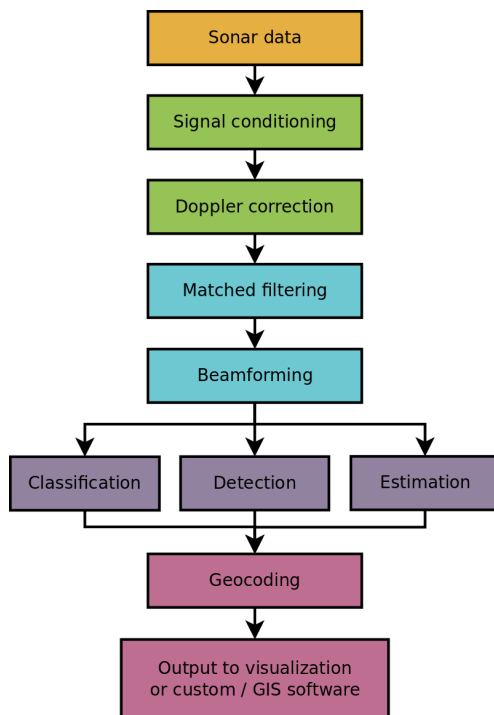 Sonar data
Signal conditioning
Doppler correction
Matched filtering
Beamforming
Classification
Detection
Estimation
Geocoding
Output to visualization
or custom / GIS software